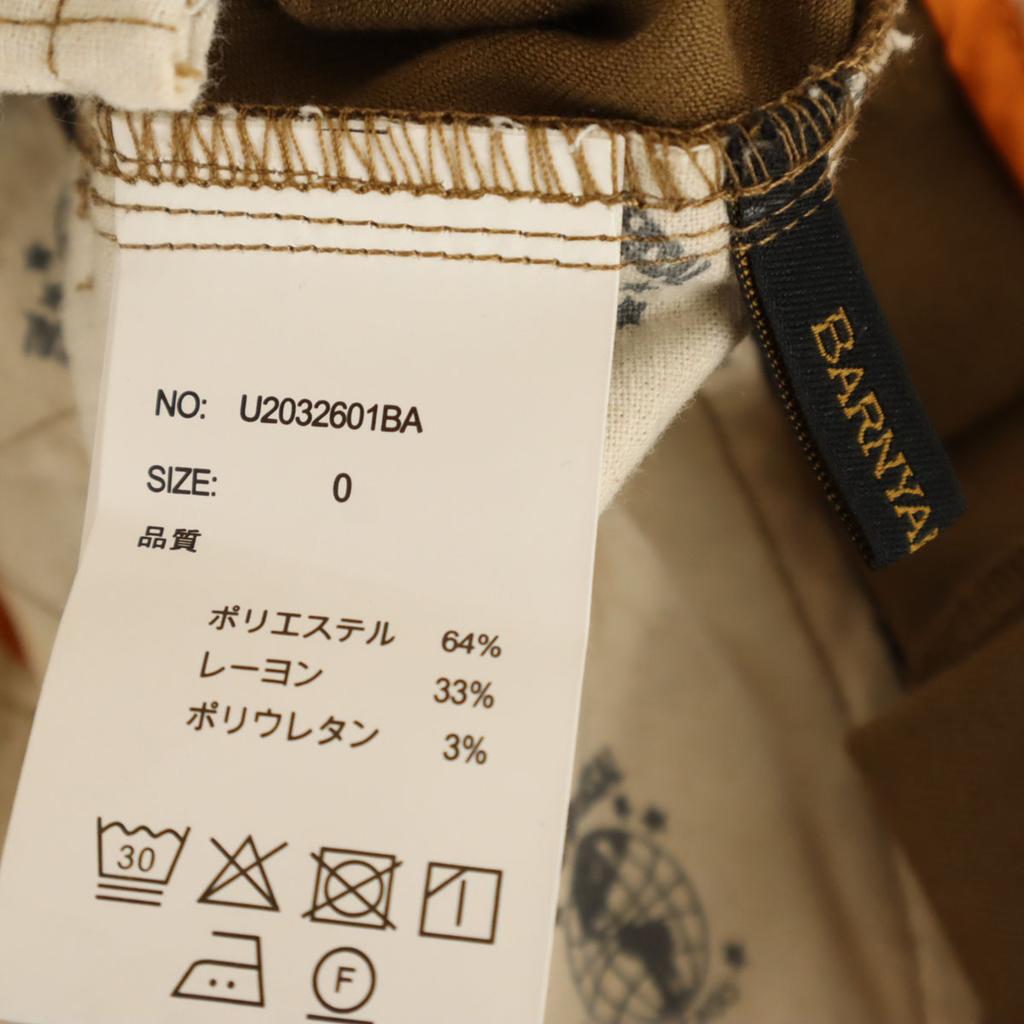 NO: U2032601BA
SIZE: 0
品質
ポリエステル 64%
レーヨン 33%
ポリウレタン 3%
30
F
BARNYA